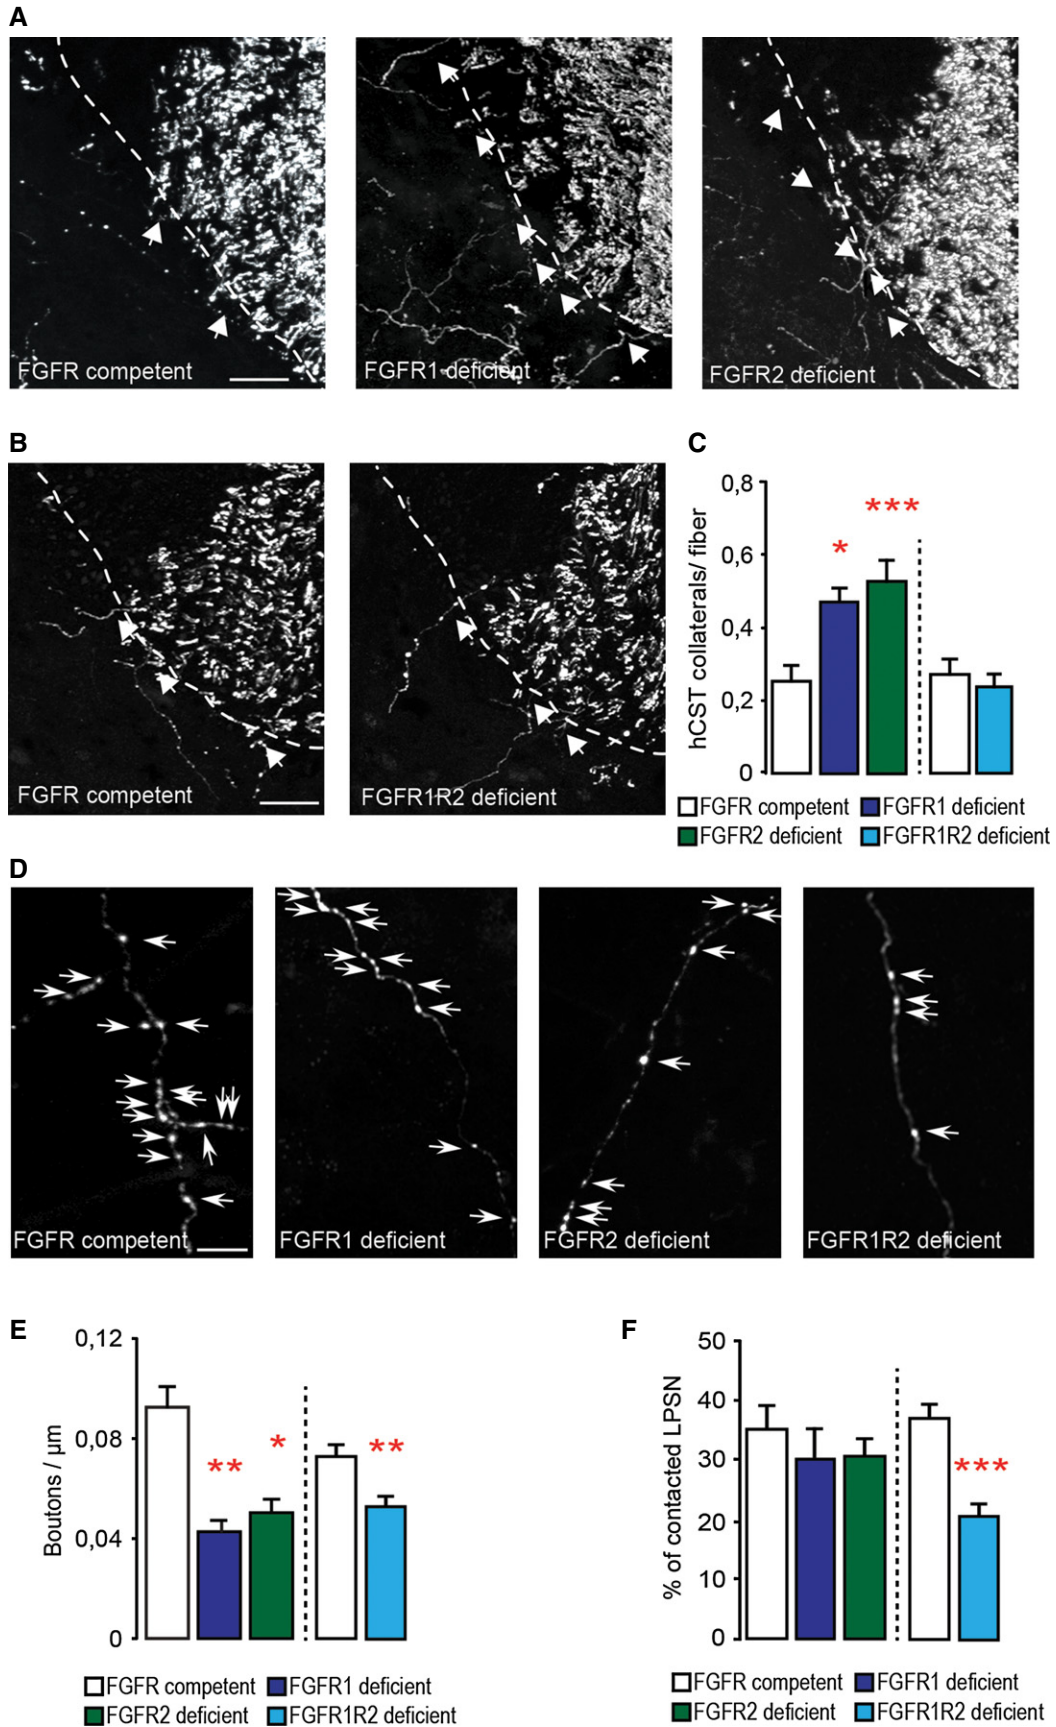 A
FGFR competent
FGFR1 deficient
FGFR2 deficient
B
FGFR competent
FGFR1R2 deficient
C
hCST collaterals/ fiber
0,8
0,6
0,4
0,2
0
*
***
FGFR competent
FGFR1 deficient
FGFR2 deficient
FGFR1R2 deficient
D
FGFR competent
FGFR1 deficient
FGFR2 deficient
FGFR1R2 deficient
E
Boutons / µm
0,12
0,08
0,04
0
**
*
**
FGFR competent
FGFR1 deficient
FGFR2 deficient
FGFR1R2 deficient
F
% of contacted LPSN
50
40
30
20
10
0
***
FGFR competent
FGFR1 deficient
FGFR2 deficient
FGFR1R2 deficient